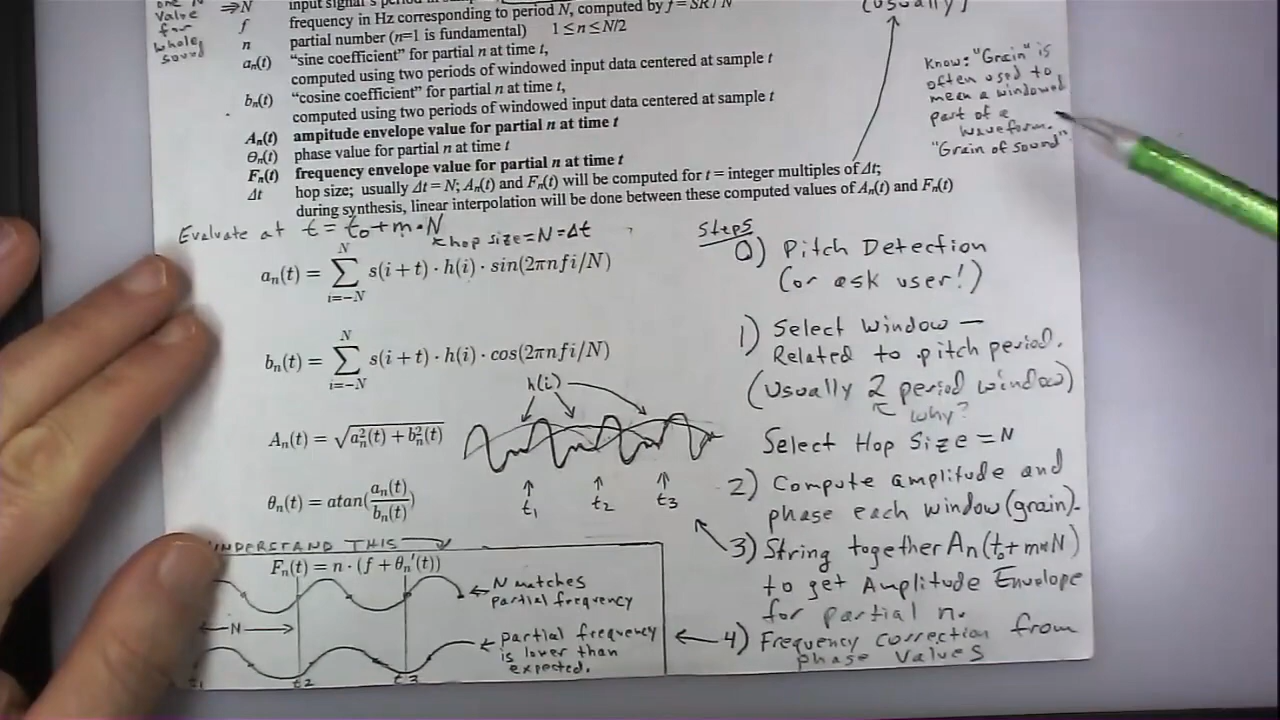 one N
value
for
whole
sound
⇒N
input signal's period in
f
frequency in Hz corresponding to period N, computed by f = SR / N
n
partial number (n=1 is fundamental) 1 ≤ n ≤ N/2
aₙ(t)
"sine coefficient" for partial n at time t,
computed using two periods of windowed input data centered at sample t
bₙ(t)
"cosine coefficient" for partial n at time t,
computed using two periods of windowed input data centered at sample t
Aₙ(t)
ampitude envelope value for partial n at time t
Θₙ(t)
phase value for partial n at time t
Fₙ(t)
frequency envelope value for partial n at time t
Δt
hop size; usually Δt = N; Aₙ(t) and Fₙ(t) will be computed for t = integer multiples of Δt;
during synthesis, linear interpolation will be done between these computed values of Aₙ(t) and Fₙ(t)
(usually)
Know: "Grain" is
often used to
mean a windowed
part of a
waveform.
"Grain of sound"
Evaluate at t = t₀ + m·N
hop size = N = Δt
aₙ(t) = ∑ᵢ₌₋ₙᴺ s(i+t) · h(i) · sin(2πnfi/N)
bₙ(t) = ∑ᵢ₌₋ₙᴺ s(i+t) · h(i) · cos(2πnfi/N)
h(i)
Aₙ(t) = √(aₙ²(t) + bₙ²(t))
t₁ t₂ t₃
θₙ(t) = atan(aₙ(t)/bₙ(t))
UNDERSTAND THIS
Fₙ(t) = n · (f + θₙ′(t))
N matches
partial frequency
N
partial frequency
is lower than
expected.
t₁ t₂ t₃
Steps
0) Pitch Detection
(or ask user!)
1) Select Window –
Related to pitch period.
(Usually 2 period window)
why?
Select Hop Size = N
2) Compute amplitude and
phase each window (grain).
3) String together An(t₀+m*N)
to get Amplitude Envelope
for partial n.
4) Frequency correction from
phase values